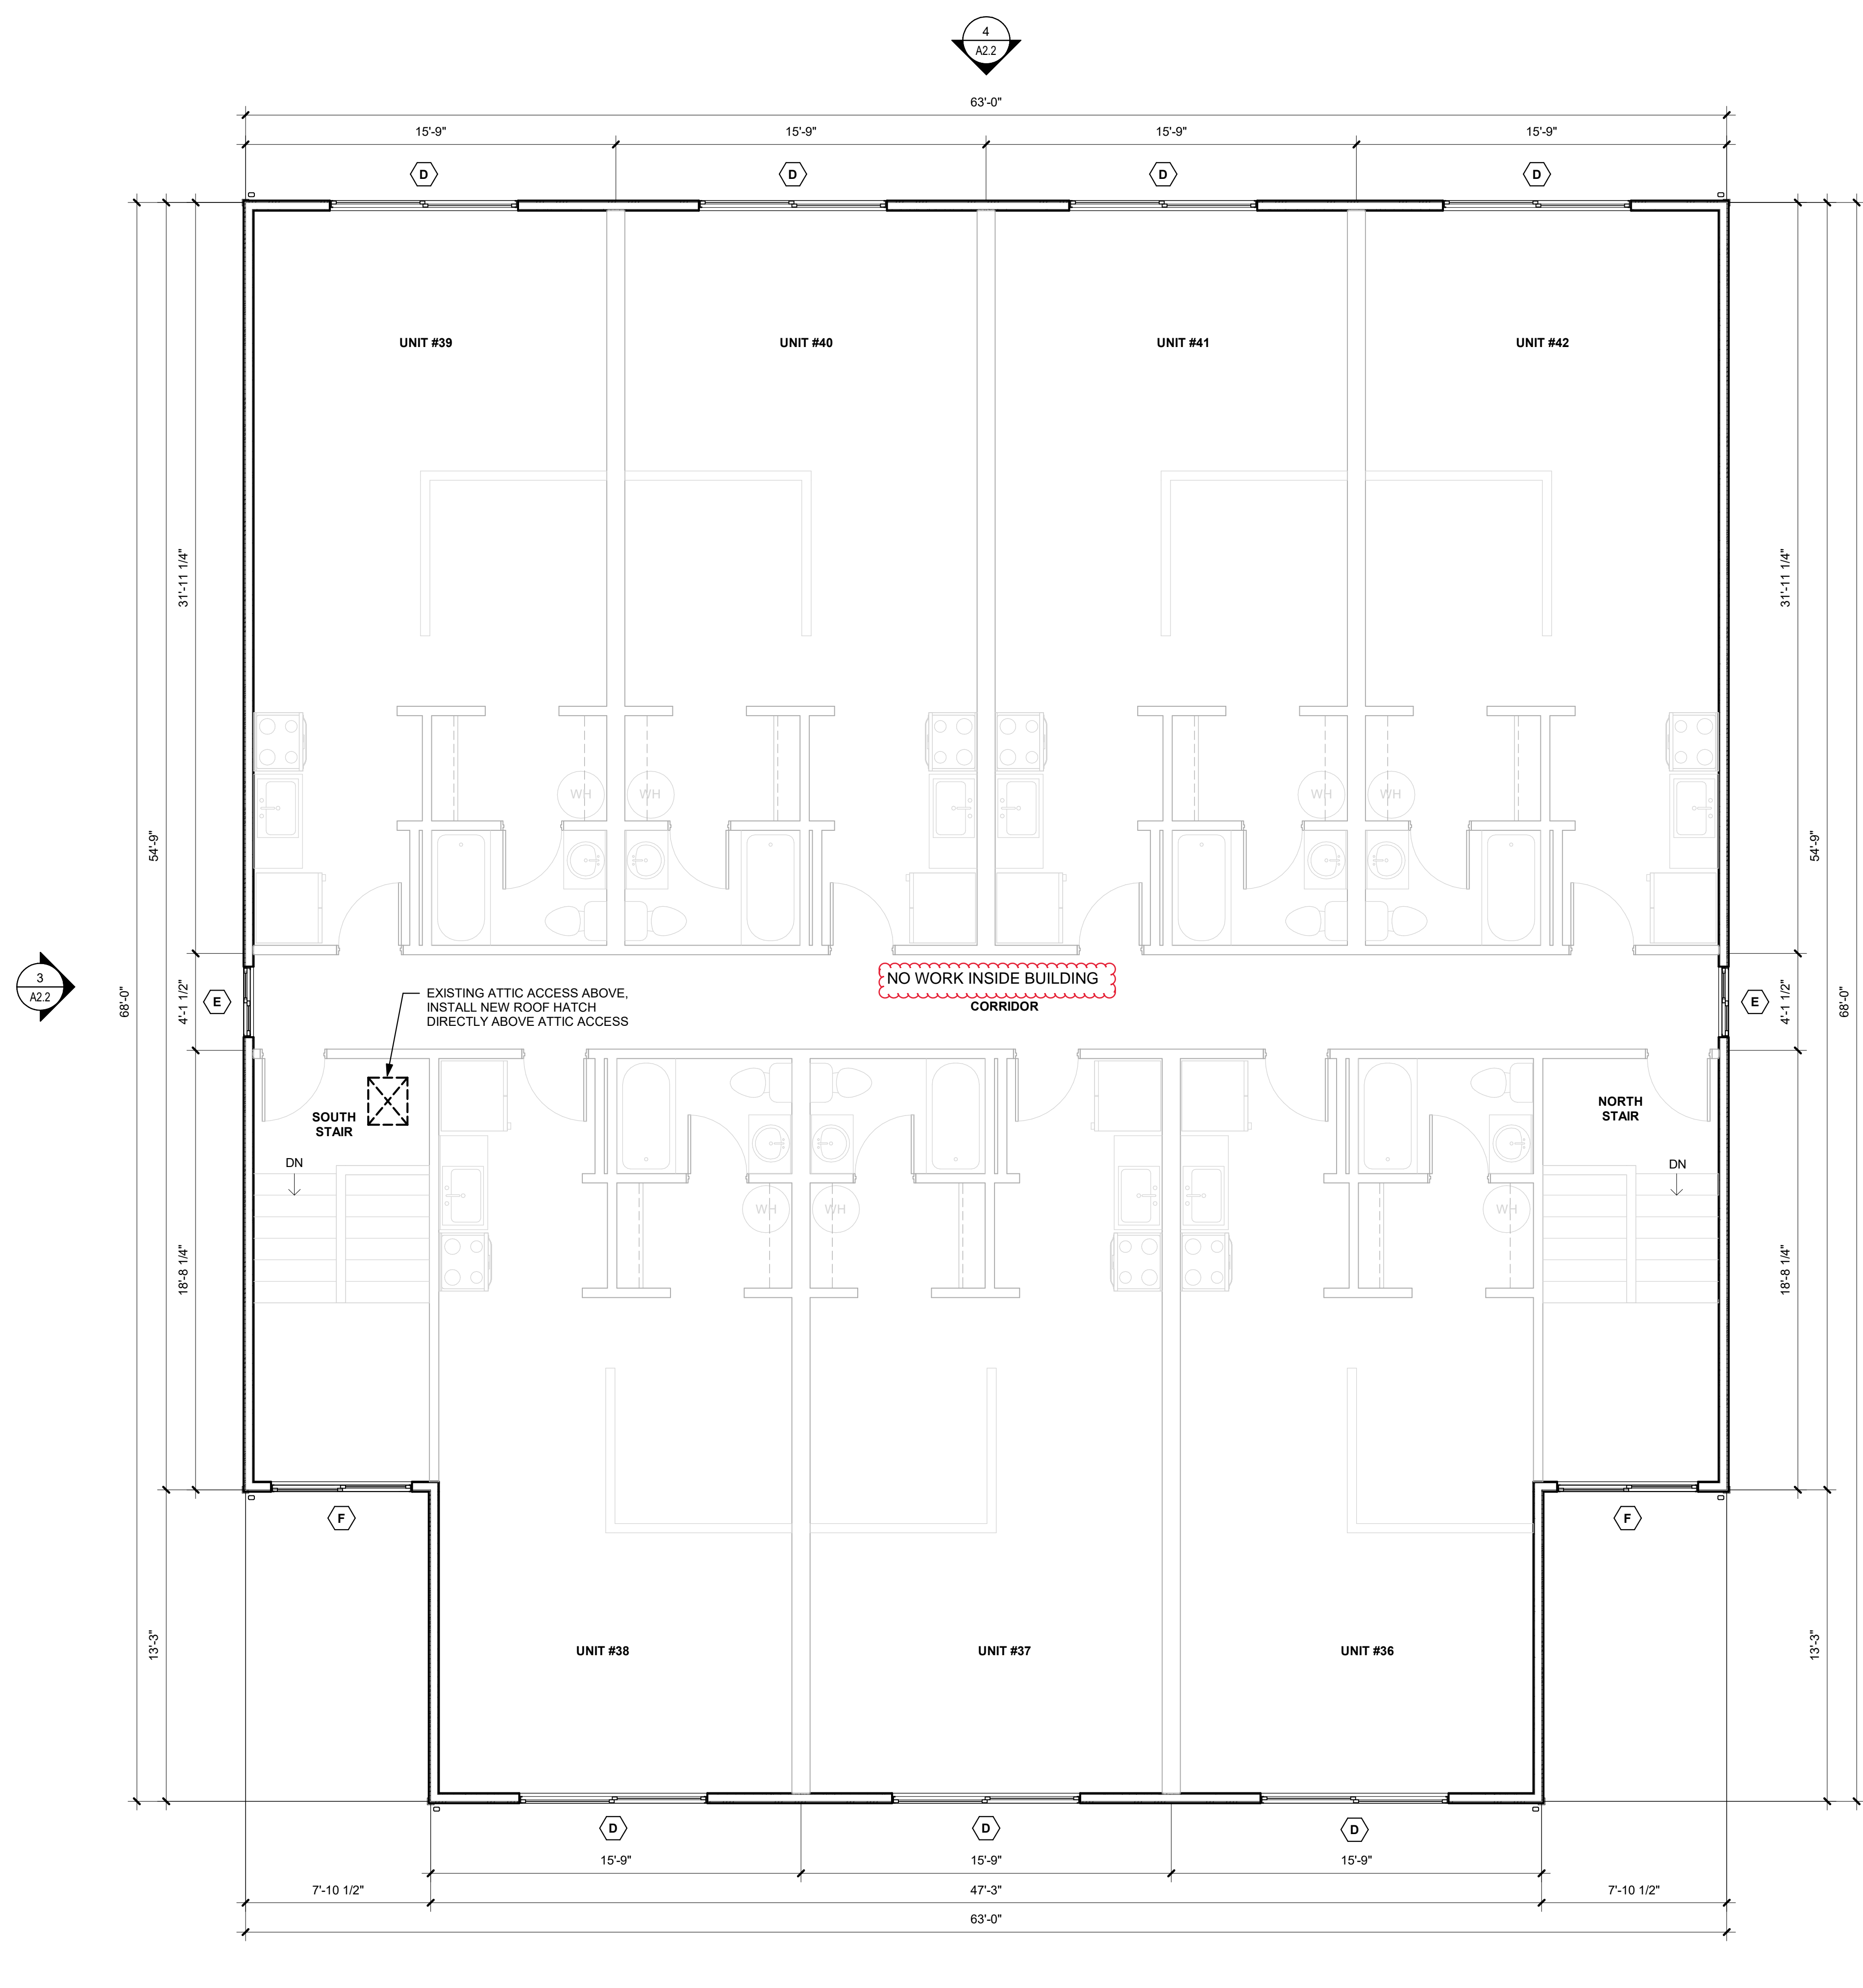 4
A2.2
63'-0"
15'-9"
15'-9"
15'-9"
15'-9"
D
D
D
D
UNIT #39
UNIT #40
UNIT #41
UNIT #42
31'-11 1/4"
31'-11 1/4"
WH
WH
WH
WH
54'-9"
54'-9"
3
A2.2
68'-0"
4'-1 1/2"
E
NO WORK INSIDE BUILDING
CORRIDOR
EXISTING ATTIC ACCESS ABOVE,
INSTALL NEW ROOF HATCH
DIRECTLY ABOVE ATTIC ACCESS
E
4'-1 1/2"
68'-0"
SOUTH
STAIR
NORTH
STAIR
DN
DN
WH
WH
WH
18'-8 1/4"
18'-8 1/4"
F
F
13'-3"
13'-3"
UNIT #38
UNIT #37
UNIT #36
D
D
D
15'-9"
15'-9"
15'-9"
7'-10 1/2"
47'-3"
7'-10 1/2"
63'-0"